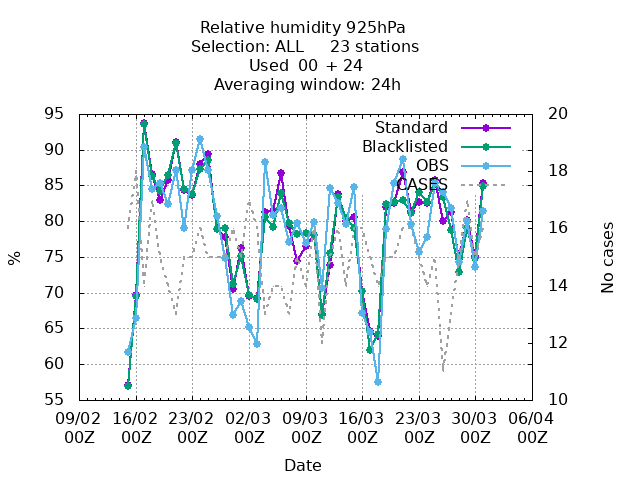 Relative humidity 925hPa
Selection: ALL 23 stations
Used 00 + 24
Averaging window: 24h
95
90
85
80
75
70
65
60
55
%
20
18
16
14
12
10
No cases
Standard
Blacklisted
OBS
CASES
09/02 16/02 23/02 02/03 09/03 16/03 23/03 30/03 06/04
00Z 00Z 00Z 00Z 00Z 00Z 00Z 00Z 00Z
Date